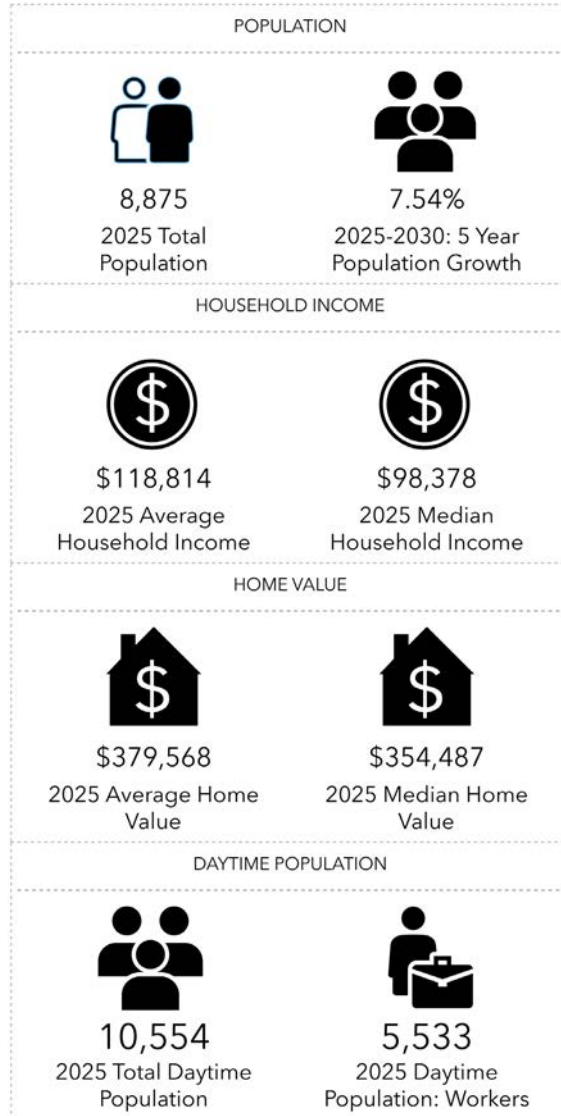 POPULATION
8,875
2025 Total
Population
7.54%
2025-2030: 5 Year
Population Growth
HOUSEHOLD INCOME
$
$118,814
2025 Average
Household Income
$
$98,378
2025 Median
Household Income
HOME VALUE
$
$379,568
2025 Average Home
Value
$
$354,487
2025 Median Home
Value
DAYTIME POPULATION
10,554
2025 Total Daytime
Population
5,533
2025 Daytime
Population: Workers